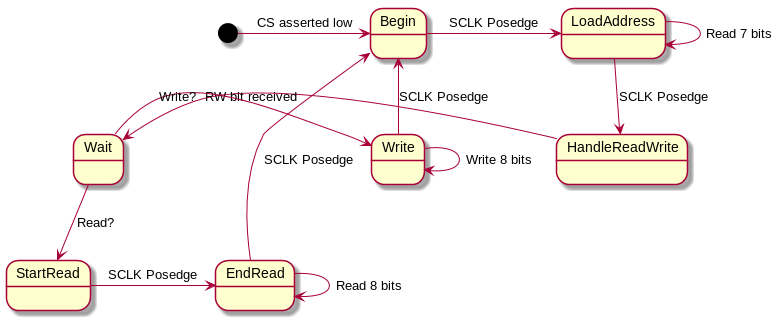 CS asserted low
Begin
SCLK Posedge
LoadAddress
Read 7 bits
Write?
RW bit received
SCLK Posedge
SCLK Posedge
Wait
Write
Write 8 bits
HandleReadWrite
SCLK Posedge
Read?
StartRead
SCLK Posedge
EndRead
Read 8 bits